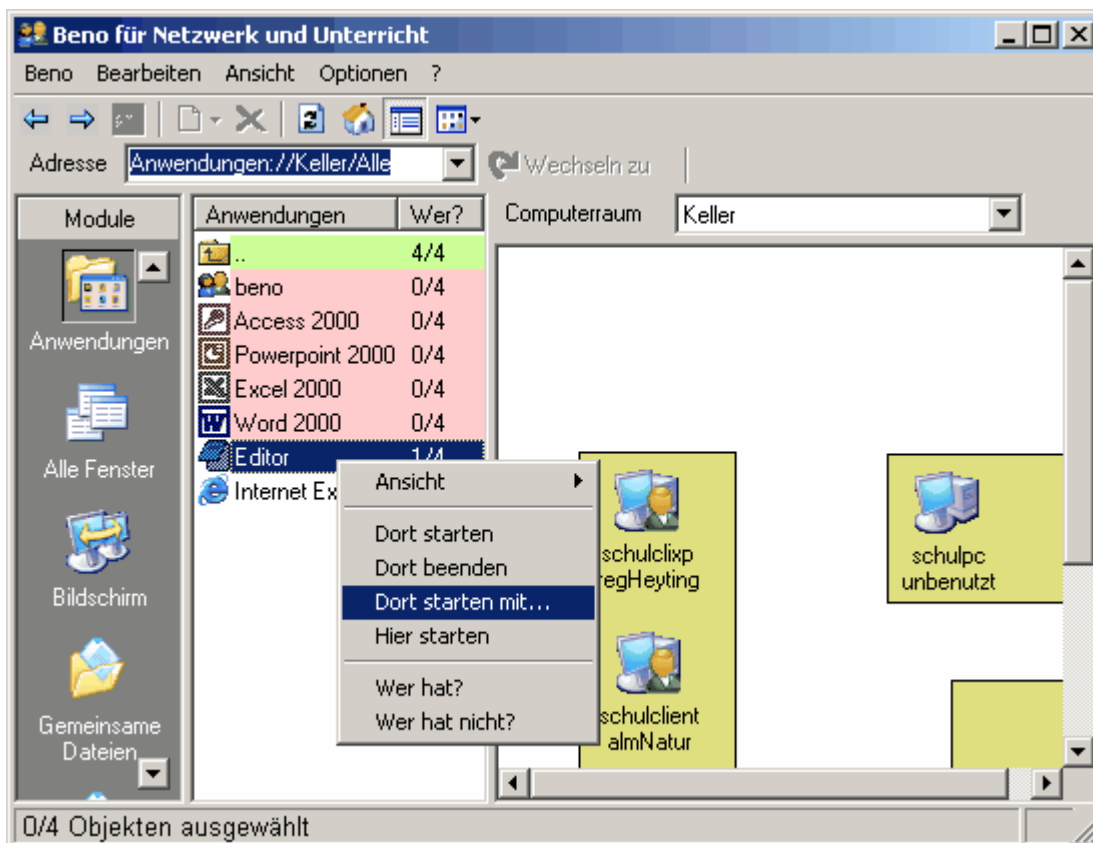 Beno für Netzwerk und Unterricht
Beno Bearbeiten Ansicht Optionen ?
Adresse Anwendungen://Keller/Alle Wechseln zu
Module
Anwendungen
Alle Fenster
Bildschirm
Gemeinsame
Dateien
Anwendungen Wer?
.. 4/4
beno 0/4
Access 2000 0/4
Powerpoint 2000 0/4
Excel 2000 0/4
Word 2000 0/4
Editor 1/4
Internet Ex
Ansicht
Dort starten
Dort beenden
Dort starten mit...
Hier starten
Wer hat?
Wer hat nicht?
Computerraum Keller
schulclixp
regHeyting
schulpc
unbenutzt
schulclient
almNatur
0/4 Objekten ausgewählt